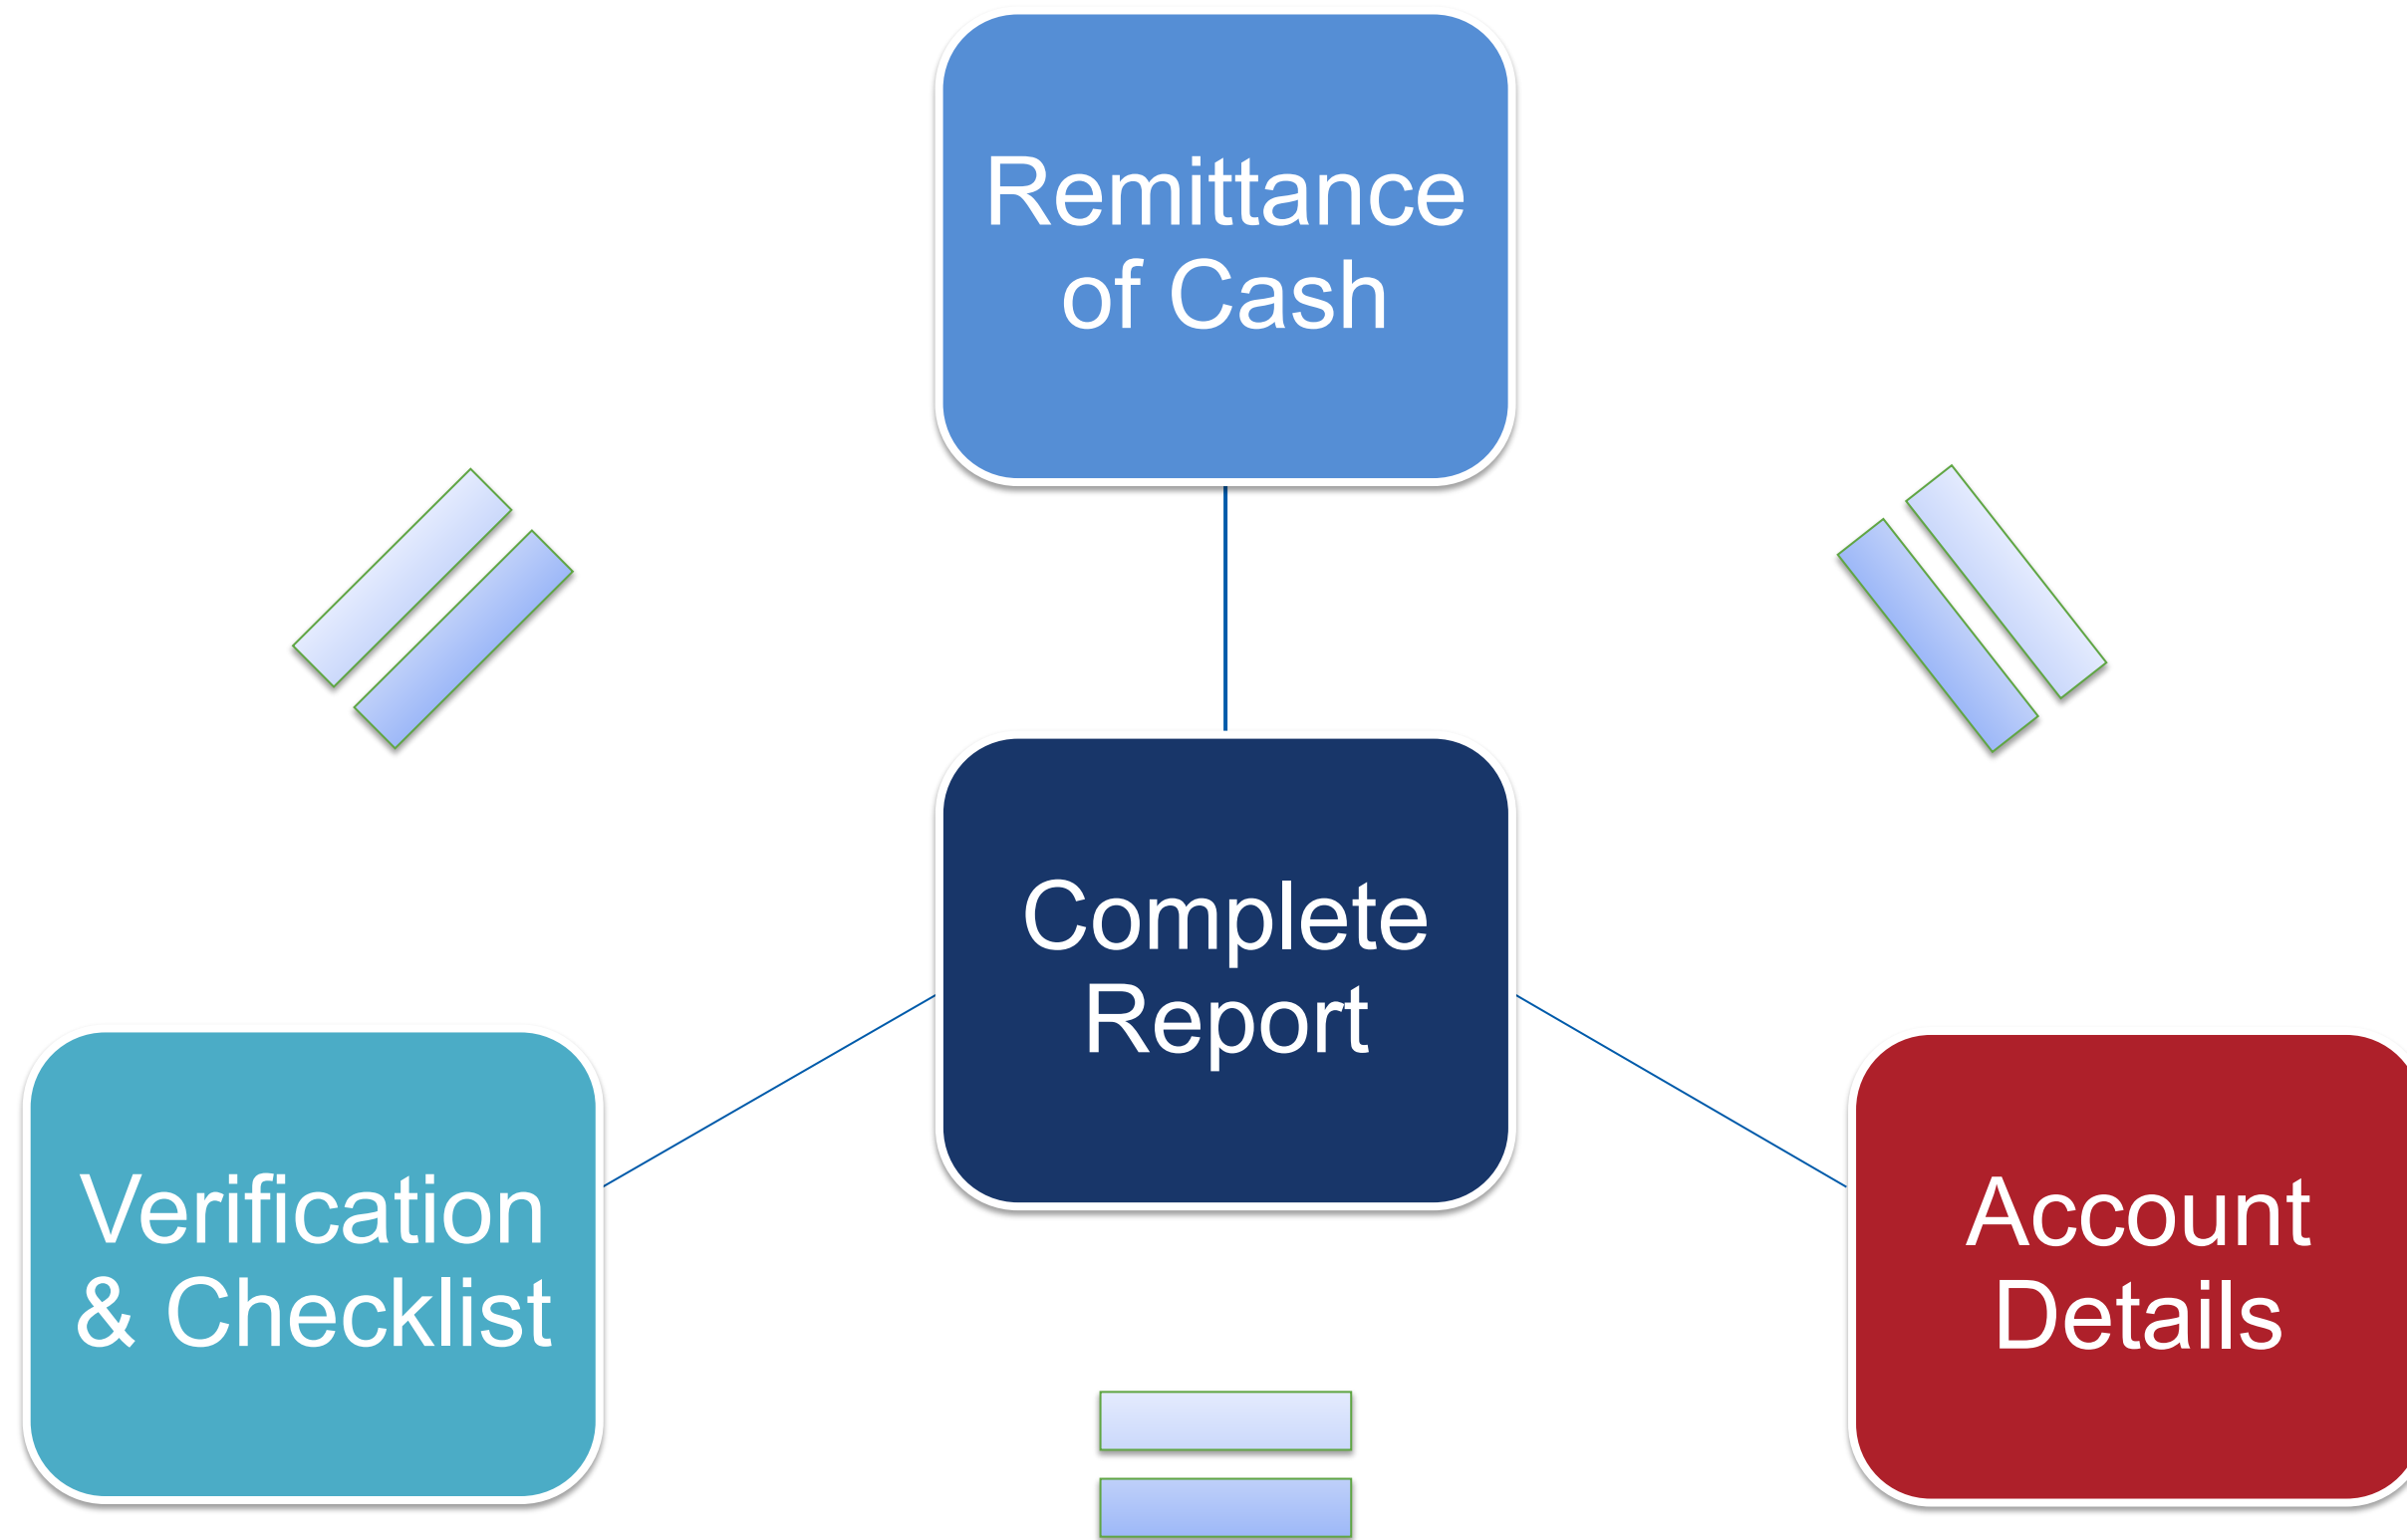 Remittance
of Cash
Complete
Report
Verification
& Checklist
Account
Details